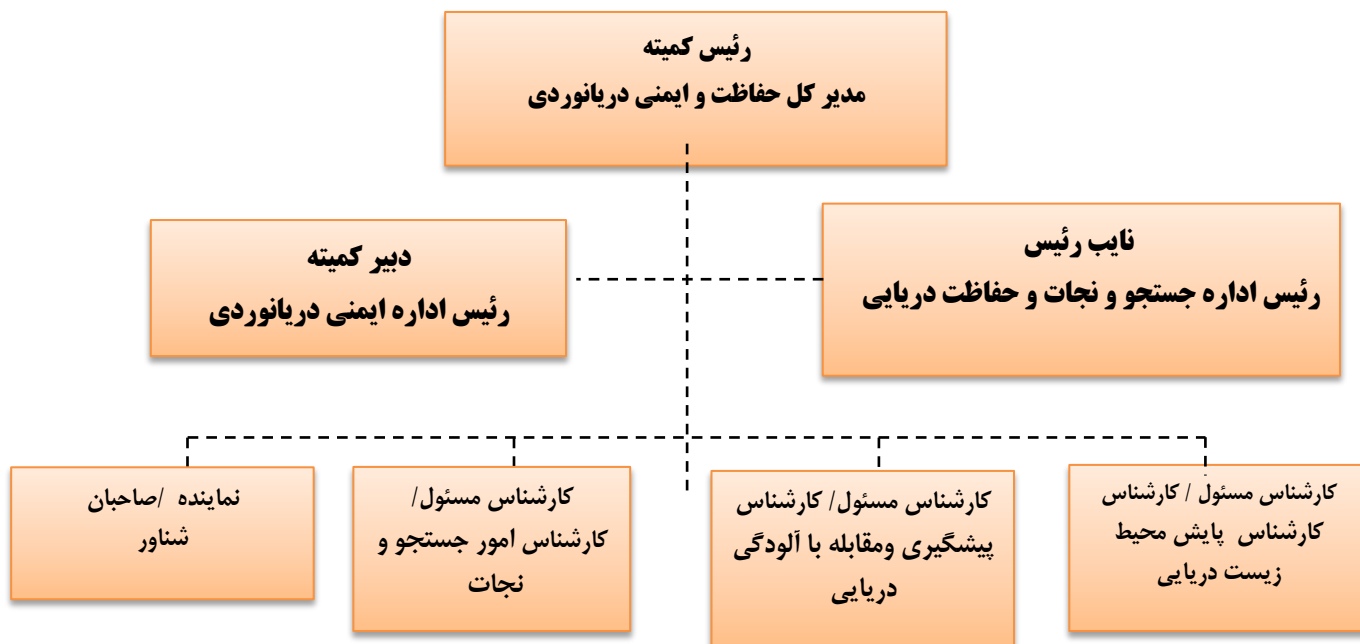 رئیس کمیته
مدیر کل حفاظت و ایمنی دریانوردی
نایب رئیس
رئیس اداره جستجو و نجات و حفاظت دریایی
دبیر کمیته
رئیس اداره ایمنی دریانوردی
کارشناس مسئول / کارشناس
کارشناس پایش محیط
زیست دریایی
کارشناس مسئول/ کارشناس
پیشگیری ومقابله با آلودگی
دریایی
کارشناس مسئول/
کارشناس امور جستجو و
نجات
نماینده /صاحبان
شناور